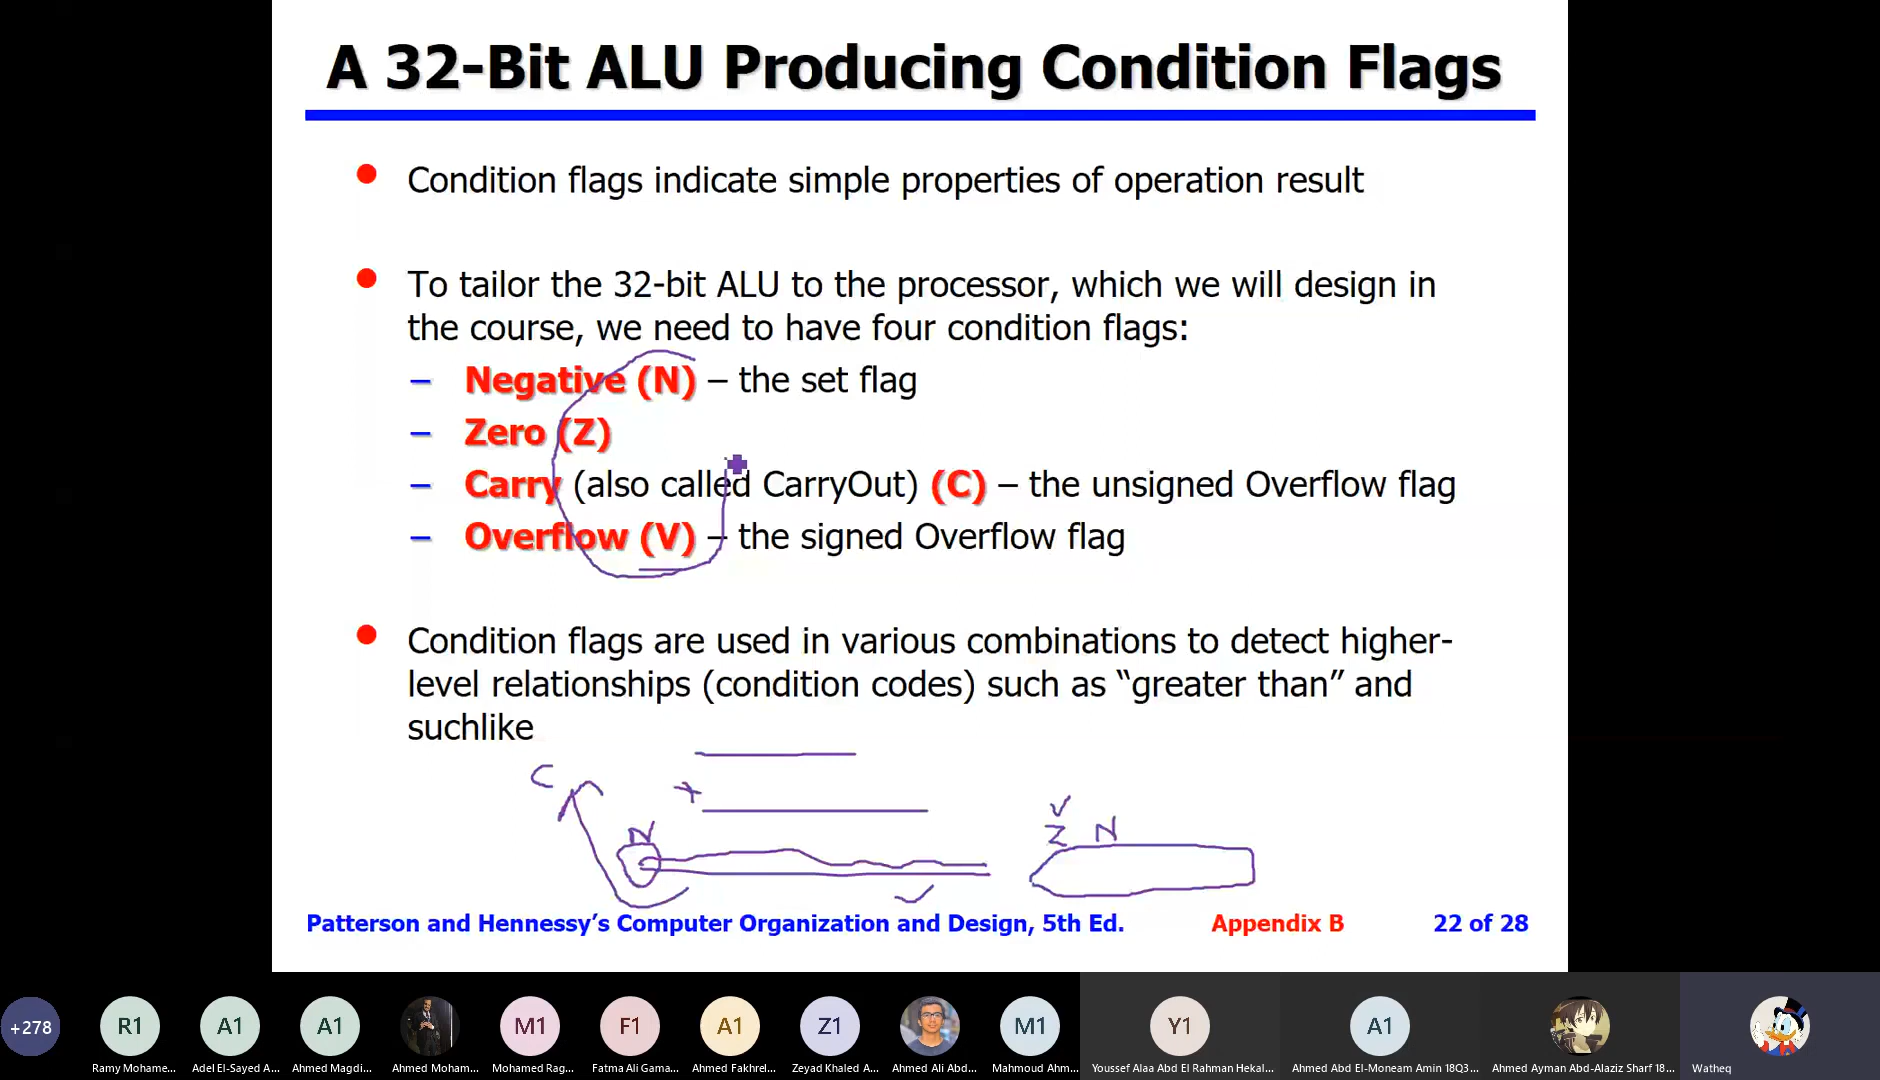 A 32-Bit ALU Producing Condition Flags
Condition flags indicate simple properties of operation result
To tailor the 32-bit ALU to the processor, which we will design in
the course, we need to have four condition flags:
– Negative (N) – the set flag
– Zero (Z)
– Carry (also called CarryOut) (C) – the unsigned Overflow flag
– Overflow (V) – the signed Overflow flag
Condition flags are used in various combinations to detect higher-
level relationships (condition codes) such as “greater than” and
suchlike
C
+
N
V
Z N
Patterson and Hennessy’s Computer Organization and Design, 5th Ed. Appendix B 22 of 28
+278 R1 A1 A1 M1 F1 A1 Z1 M1 Y1 A1
Ramy Mohame... Adel El-Sayed A... Ahmed Magdi... Ahmed Moham... Mohamed Rag... Fatma Ali Gama... Ahmed Fakhrel... Zeyad Khaled A... Ahmed Ali Abd... Mahmoud Ahm... Youssef Alaa Abd El Rahman Hekal... Ahmed Abd El-Moneam Amin 18Q3... Ahmed Ayman Abd-Alaziz Sharf 18... Watheq